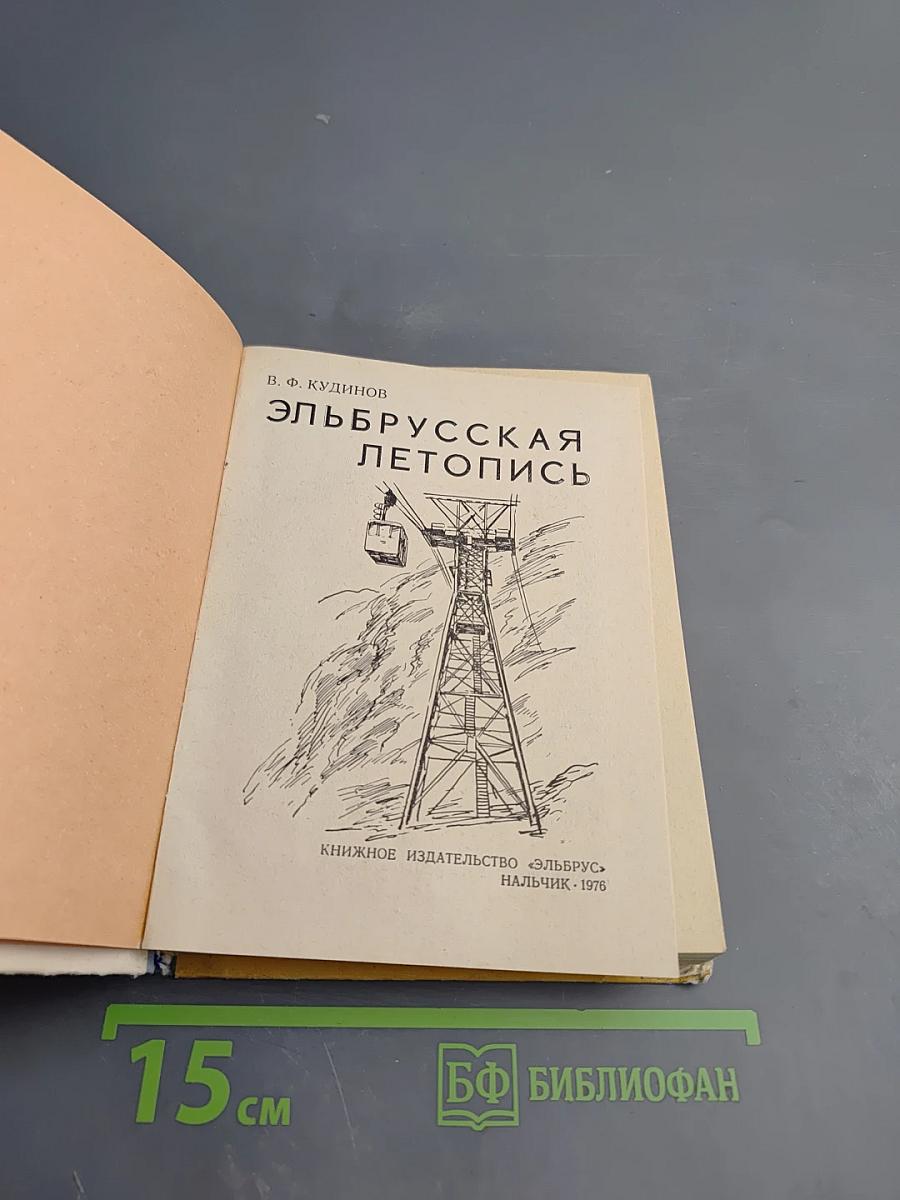 В. Ф. КУДИНОВ
ЭЛЬБРУССКАЯ
ЛЕТОПИСЬ
КНИЖНОЕ ИЗДАТЕЛЬСТВО «ЭЛЬБРУС»
НАЛЬЧИК · 1976
15 см
БФ БИБЛИОФАН